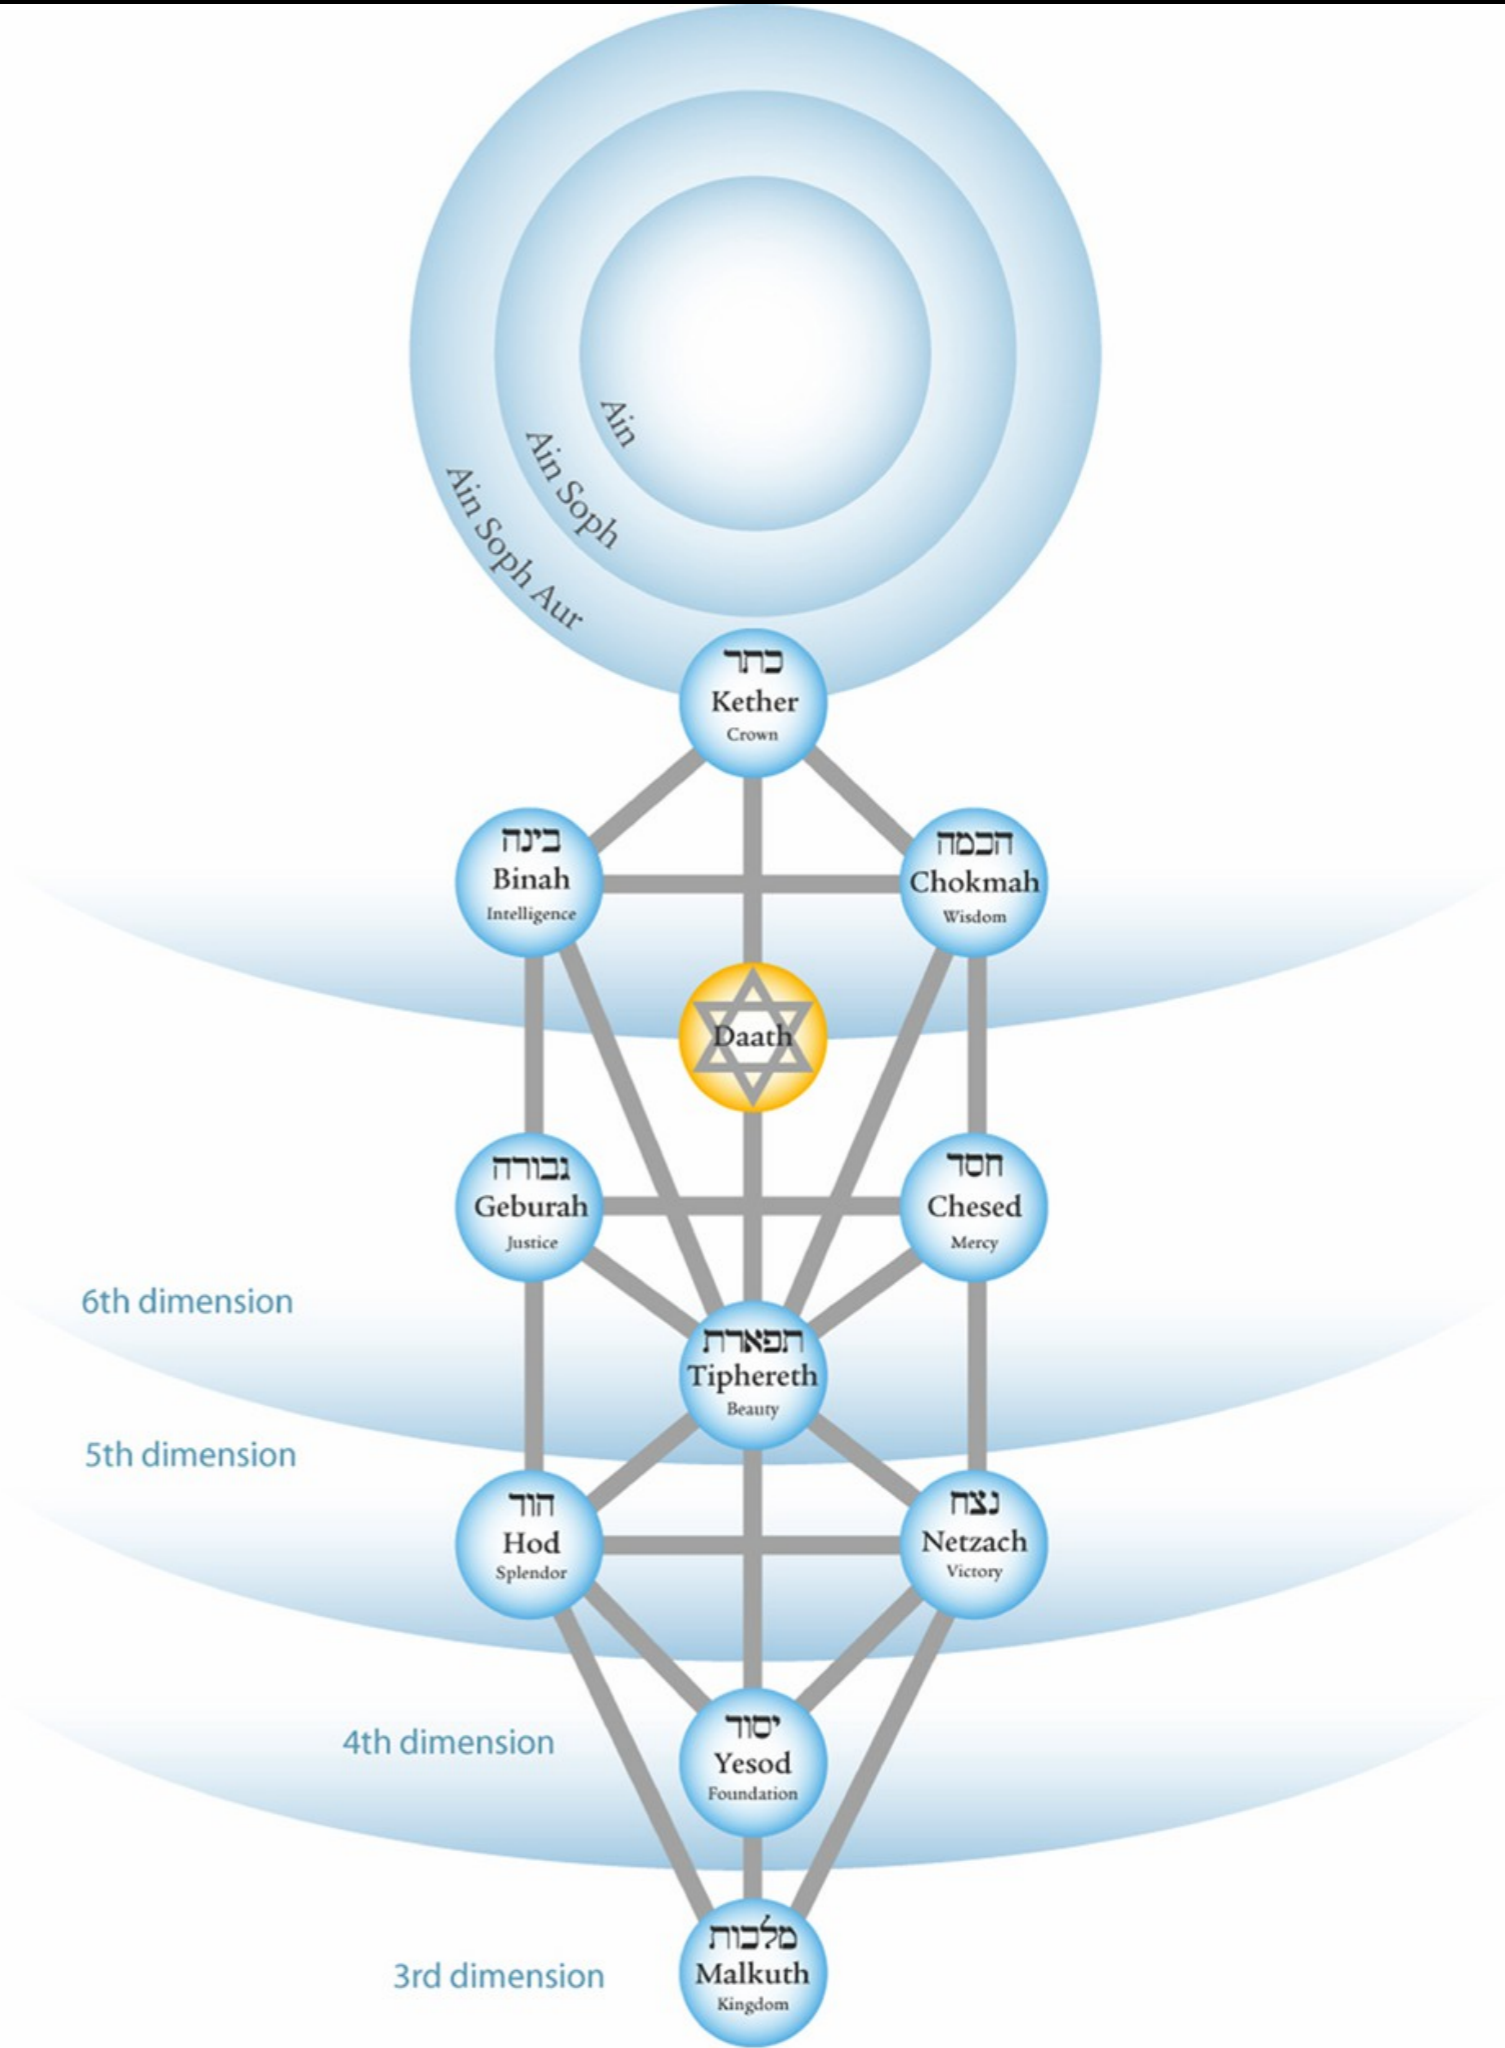 Ain
Ain Soph
Ain Soph Aur
כתר
Kether
Crown
בינה
Binah
Intelligence
הכמה
Chokmah
Wisdom
Daath
גבורה
Geburah
Justice
חסד
Chesed
Mercy
6th dimension
תפארת
Tiphereth
Beauty
5th dimension
הוד
Hod
Splendor
נצח
Netzach
Victory
4th dimension
יסוד
Yesod
Foundation
3rd dimension
מלכות
Malkuth
Kingdom